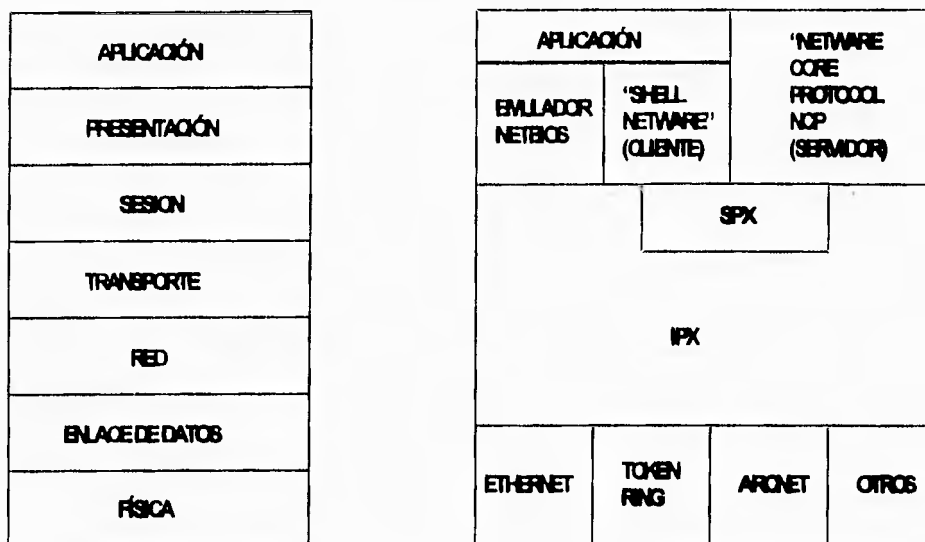 APLICACIÓN
PRESENTACIÓN
SESION
TRANSPORTE
RED
ENLACE DE DATOS
FÍSICA
APLICACIÓN
EMULADOR
NETBIOS
"SHELL
NETWARE"
(CLIENTE)
"NETWARE
CORE
PROTOCOL
NCP
(SERVIDOR)
SPX
IPX
ETHERNET
TOKEN
RING
ARCNET
OTROS